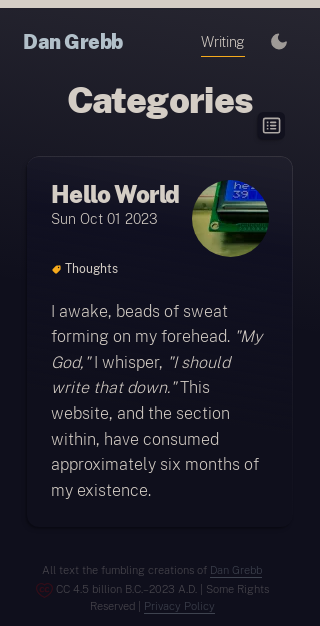 Dan Grebb
Writing
Categories
Hello World
Sun Oct 01 2023
he
39
Thoughts
I awake, beads of sweat
forming on my forehead. "My
God," I whisper, "I should
write that down." This
website, and the section
within, have consumed
approximately six months of
my existence.
All text the fumbling creations of Dan Grebb
CC 4.5 billion B.C.–2023 A.D. | Some Rights
Reserved | Privacy Policy